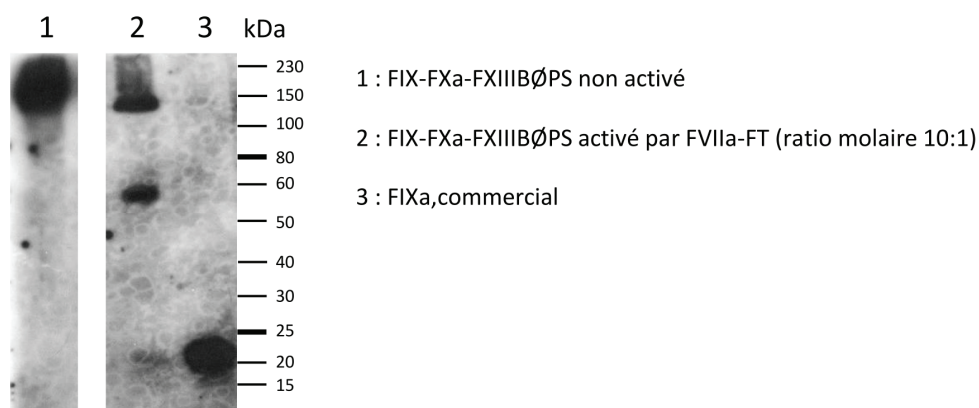 1 2 3 kDa
230
150
100
80
60
50
40
30
25
20
15
1 : FIX-FXa-FXIIIBØPS non activé
2 : FIX-FXa-FXIIIBØPS activé par FVIIa-FT (ratio molaire 10:1)
3 : FIXa,commercial